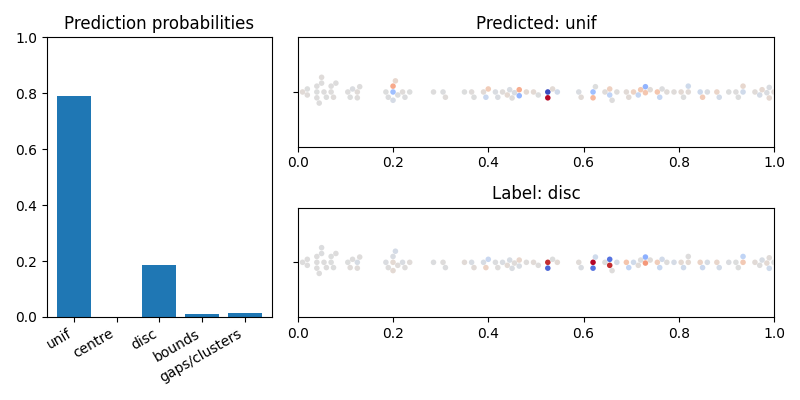 Prediction probabilities
1.0
0.8
0.6
0.4
0.2
0.0
unif
centre
disc
bounds
gaps/clusters
Predicted: unif
0.0 0.2 0.4 0.6 0.8 1.0
Label: disc
0.0 0.2 0.4 0.6 0.8 1.0